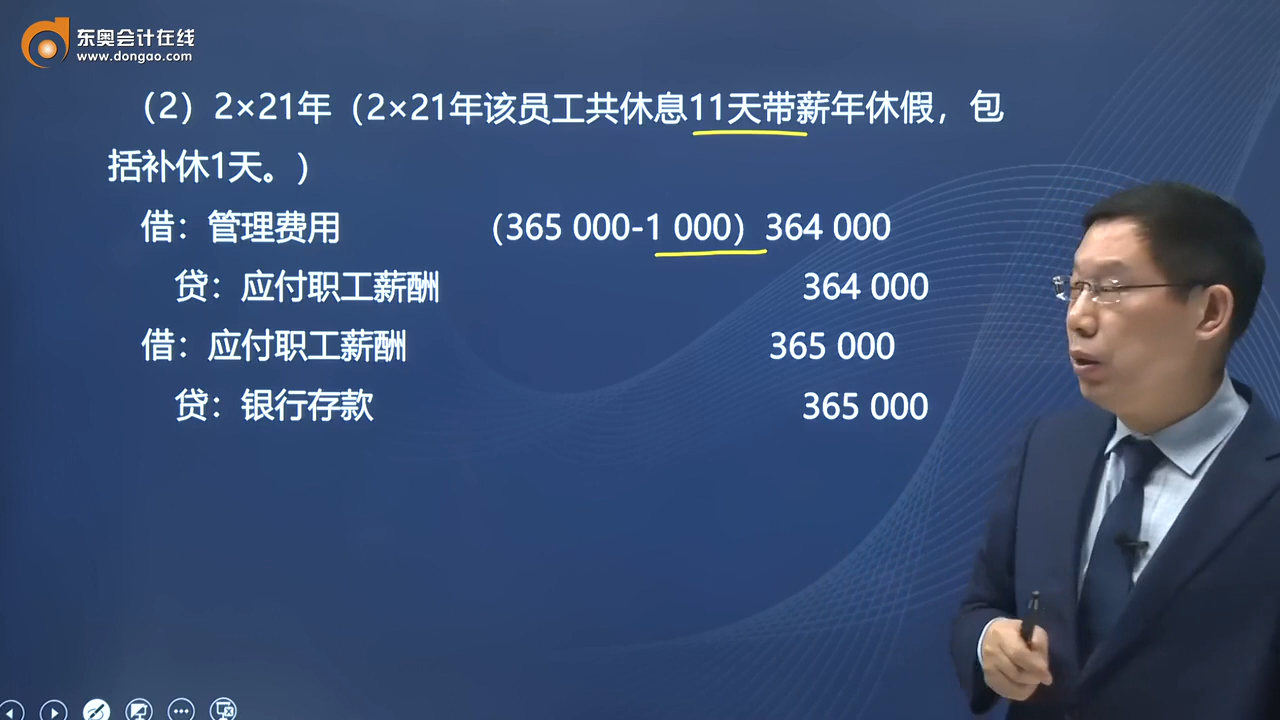 东奥会计在线
www.dongao.com
（2）2×21年（2×21年该员工共休息11天带薪年休假，包
括补休1天。）
借：管理费用 （365 000-1 000）364 000
贷：应付职工薪酬 364 000
借：应付职工薪酬 365 000
贷：银行存款 365 000